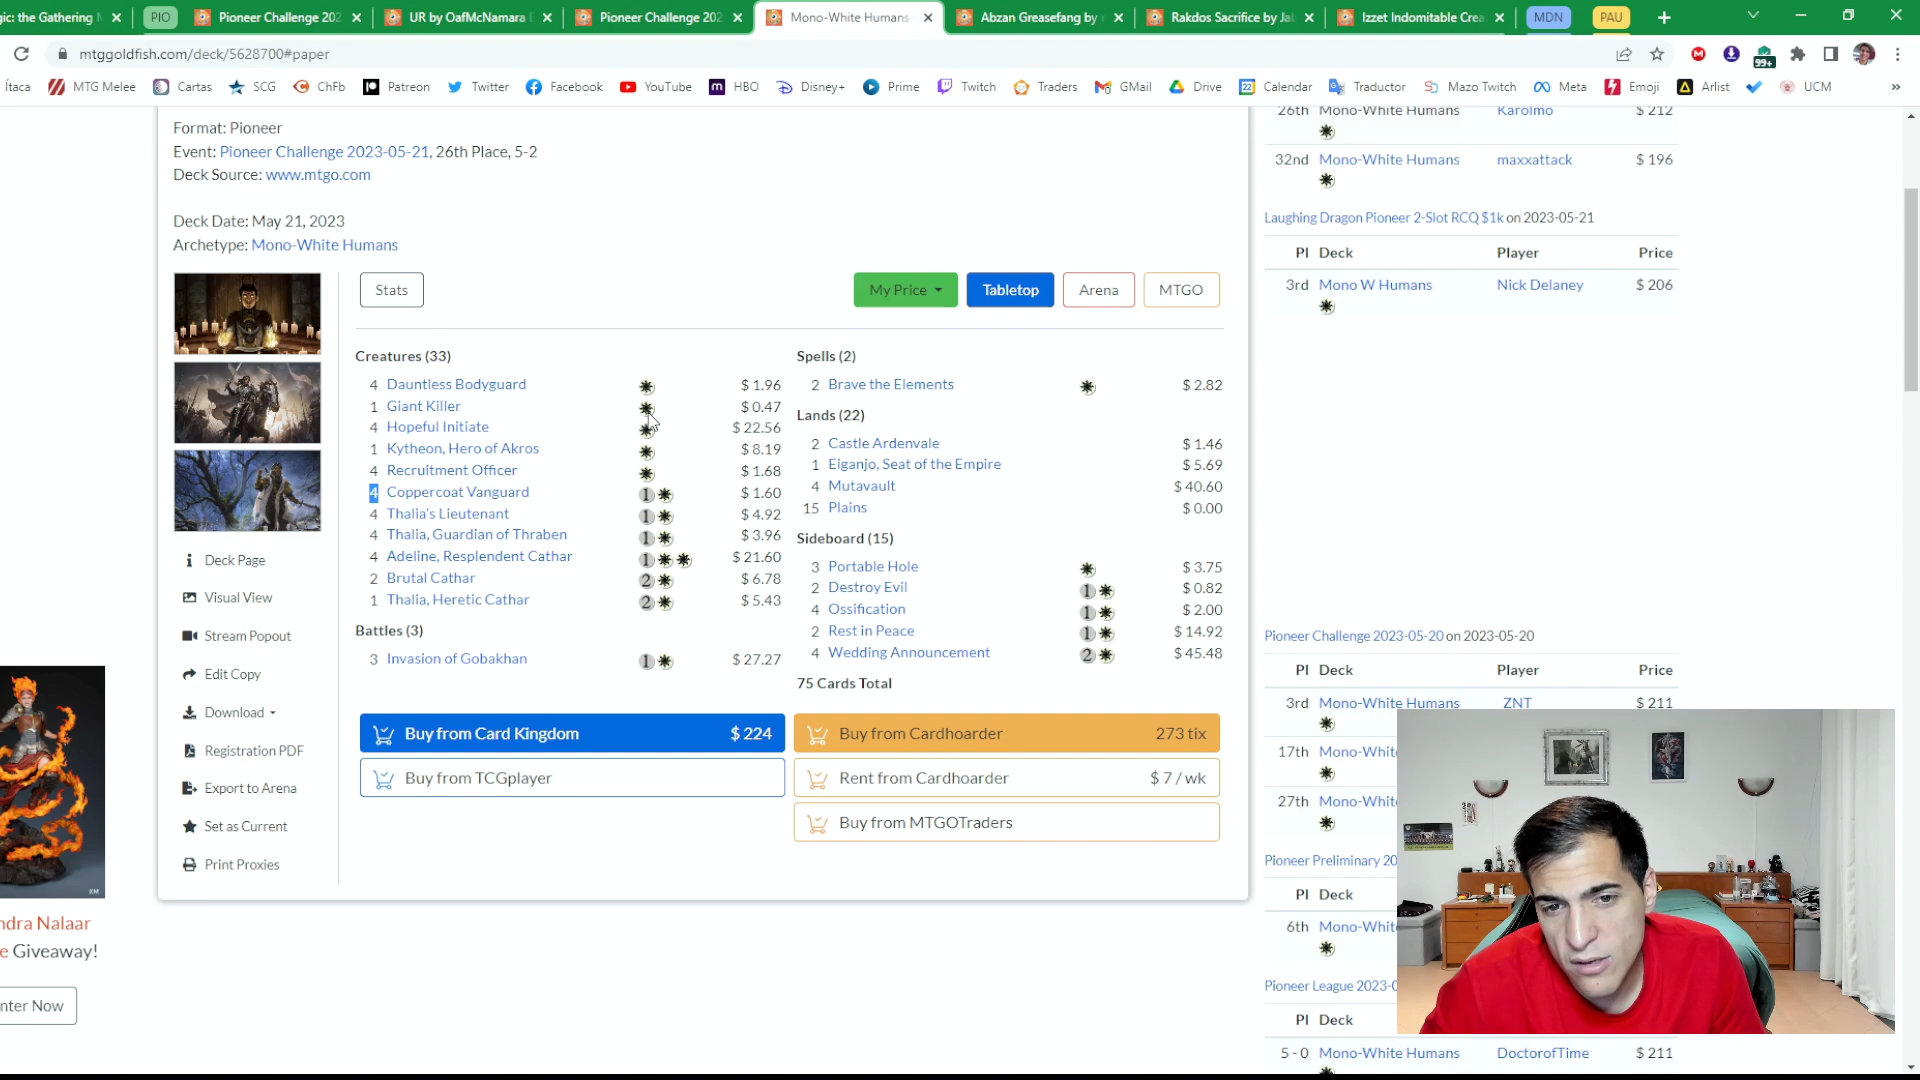 gic: the Gathering
PIO
Pioneer Challenge 202
UR by OafMcNamara
Pioneer Challenge 202
Mono-White Humans
Abzan Greasefang by
Rakdos Sacrifice by Ja
Izzet Indomitable Crea
MDN
PAU
mtggoldfish.com/deck/5628700#paper
99+
Ítaca
MTG Melee
Cartas
SCG
ChFb
Patreon
Twitter
Facebook
YouTube
HBO
Disney+
Prime
Twitch
Traders
GMail
Drive
22
Calendar
Traductor
Mazo Twitch
Meta
Emoji
Arlist
UCM
»
Format: Pioneer
Event: Pioneer Challenge 2023-05-21, 26th Place, 5-2
Deck Source: www.mtgo.com
Deck Date: May 21, 2023
Archetype: Mono-White Humans
Stats
My Price
Tabletop
Arena
MTGO
Creatures (33)
4 Dauntless Bodyguard $ 1.96
1 Giant Killer $ 0.47
4 Hopeful Initiate $ 22.56
1 Kytheon, Hero of Akros $ 8.19
4 Recruitment Officer $ 1.68
4 Coppercoat Vanguard 1 $ 1.60
4 Thalia's Lieutenant 1 $ 4.92
4 Thalia, Guardian of Thraben 1 $ 3.96
4 Adeline, Resplendent Cathar 1 $ 21.60
2 Brutal Cathar 2 $ 6.78
1 Thalia, Heretic Cathar 2 $ 5.43
Battles (3)
3 Invasion of Gobakhan 1 $ 27.27
Spells (2)
2 Brave the Elements $ 2.82
Lands (22)
2 Castle Ardenvale $ 1.46
1 Eiganjo, Seat of the Empire $ 5.69
4 Mutavault $ 40.60
15 Plains $ 0.00
Sideboard (15)
3 Portable Hole $ 3.75
2 Destroy Evil 1 $ 0.82
4 Ossification 1 $ 2.00
2 Rest in Peace 1 $ 14.92
4 Wedding Announcement 2 $ 45.48
75 Cards Total
Buy from Card Kingdom $ 224
Buy from Cardhoarder 273 tix
Buy from TCGplayer
Rent from Cardhoarder $ 7 / wk
Buy from MTGOTraders
Deck Page
Visual View
Stream Popout
Edit Copy
Download
Registration PDF
Export to Arena
Set as Current
Print Proxies
ndra Nalaar
e Giveaway!
nter Now
26th Mono-White Humans Karolmo $ 212
32nd Mono-White Humans maxxattack $ 196
Laughing Dragon Pioneer 2-Slot RCQ $1k on 2023-05-21
Pl Deck Player Price
3rd Mono W Humans Nick Delaney $ 206
Pioneer Challenge 2023-05-20 on 2023-05-20
Pl Deck Player Price
3rd Mono-White Humans ZNT $ 211
17th Mono-Whit
27th Mono-Whit
Pioneer Preliminary 20
Pl Deck
6th Mono-Whit
Pioneer League 2023-0
Pl Deck
5 - 0 Mono-White Humans DoctorofTime $ 211